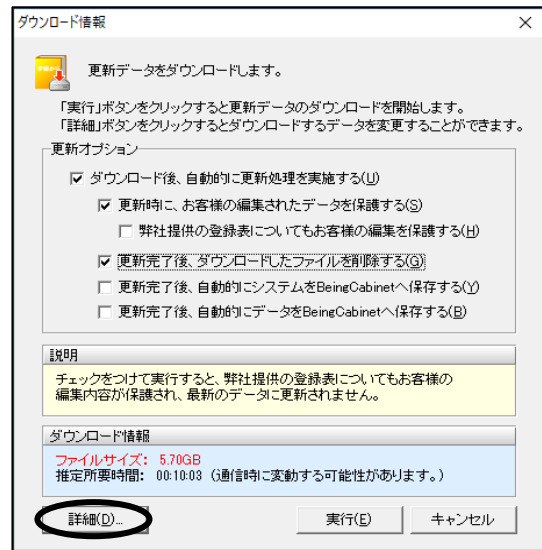 ダウンロード情報
更新データをダウンロードします。
「実行」ボタンをクリックすると更新データのダウンロードを開始します。
「詳細」ボタンをクリックするとダウンロードするデータを変更することができます。
更新オプション
ダウンロード後、自動的に更新処理を実施する(U)
更新時に、お客様の編集されたデータを保護する(S)
弊社提供の登録表についてもお客様の編集を保護する(H)
更新完了後、ダウンロードしたファイルを削除する(G)
更新完了後、自動的にシステムをBeingCabinetへ保存する(Y)
更新完了後、自動的にデータをBeingCabinetへ保存する(B)
説明
チェックをつけて実行すると、弊社提供の登録表についてもお客様の
編集内容が保護され、最新のデータに更新されません。
ダウンロード情報
ファイルサイズ： 5.70GB
推定所要時間： 00:10:03 （通信時に変動する可能性があります。）
詳細(D)... 実行(E) キャンセル